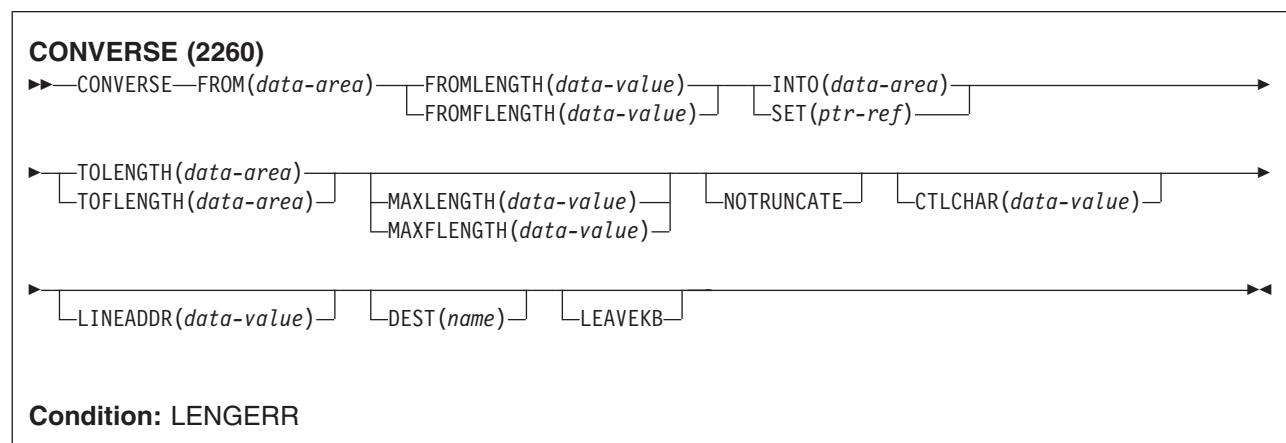 CONVERSE (2260)
CONVERSE FROM(data-area) FROMLENGTH(data-value) INTO(data-area)
FROMFLENGTH(data-value) SET(ptr-ref)
TOLENGTH(data-area)
TOFLENGTH(data-area) MAXLENGTH(data-value) NOTRUNCATE CTLCHAR(data-value)
MAXFLENGTH(data-value)
LINEADDR(data-value) DEST(name) LEAVEKB
Condition: LENGERR